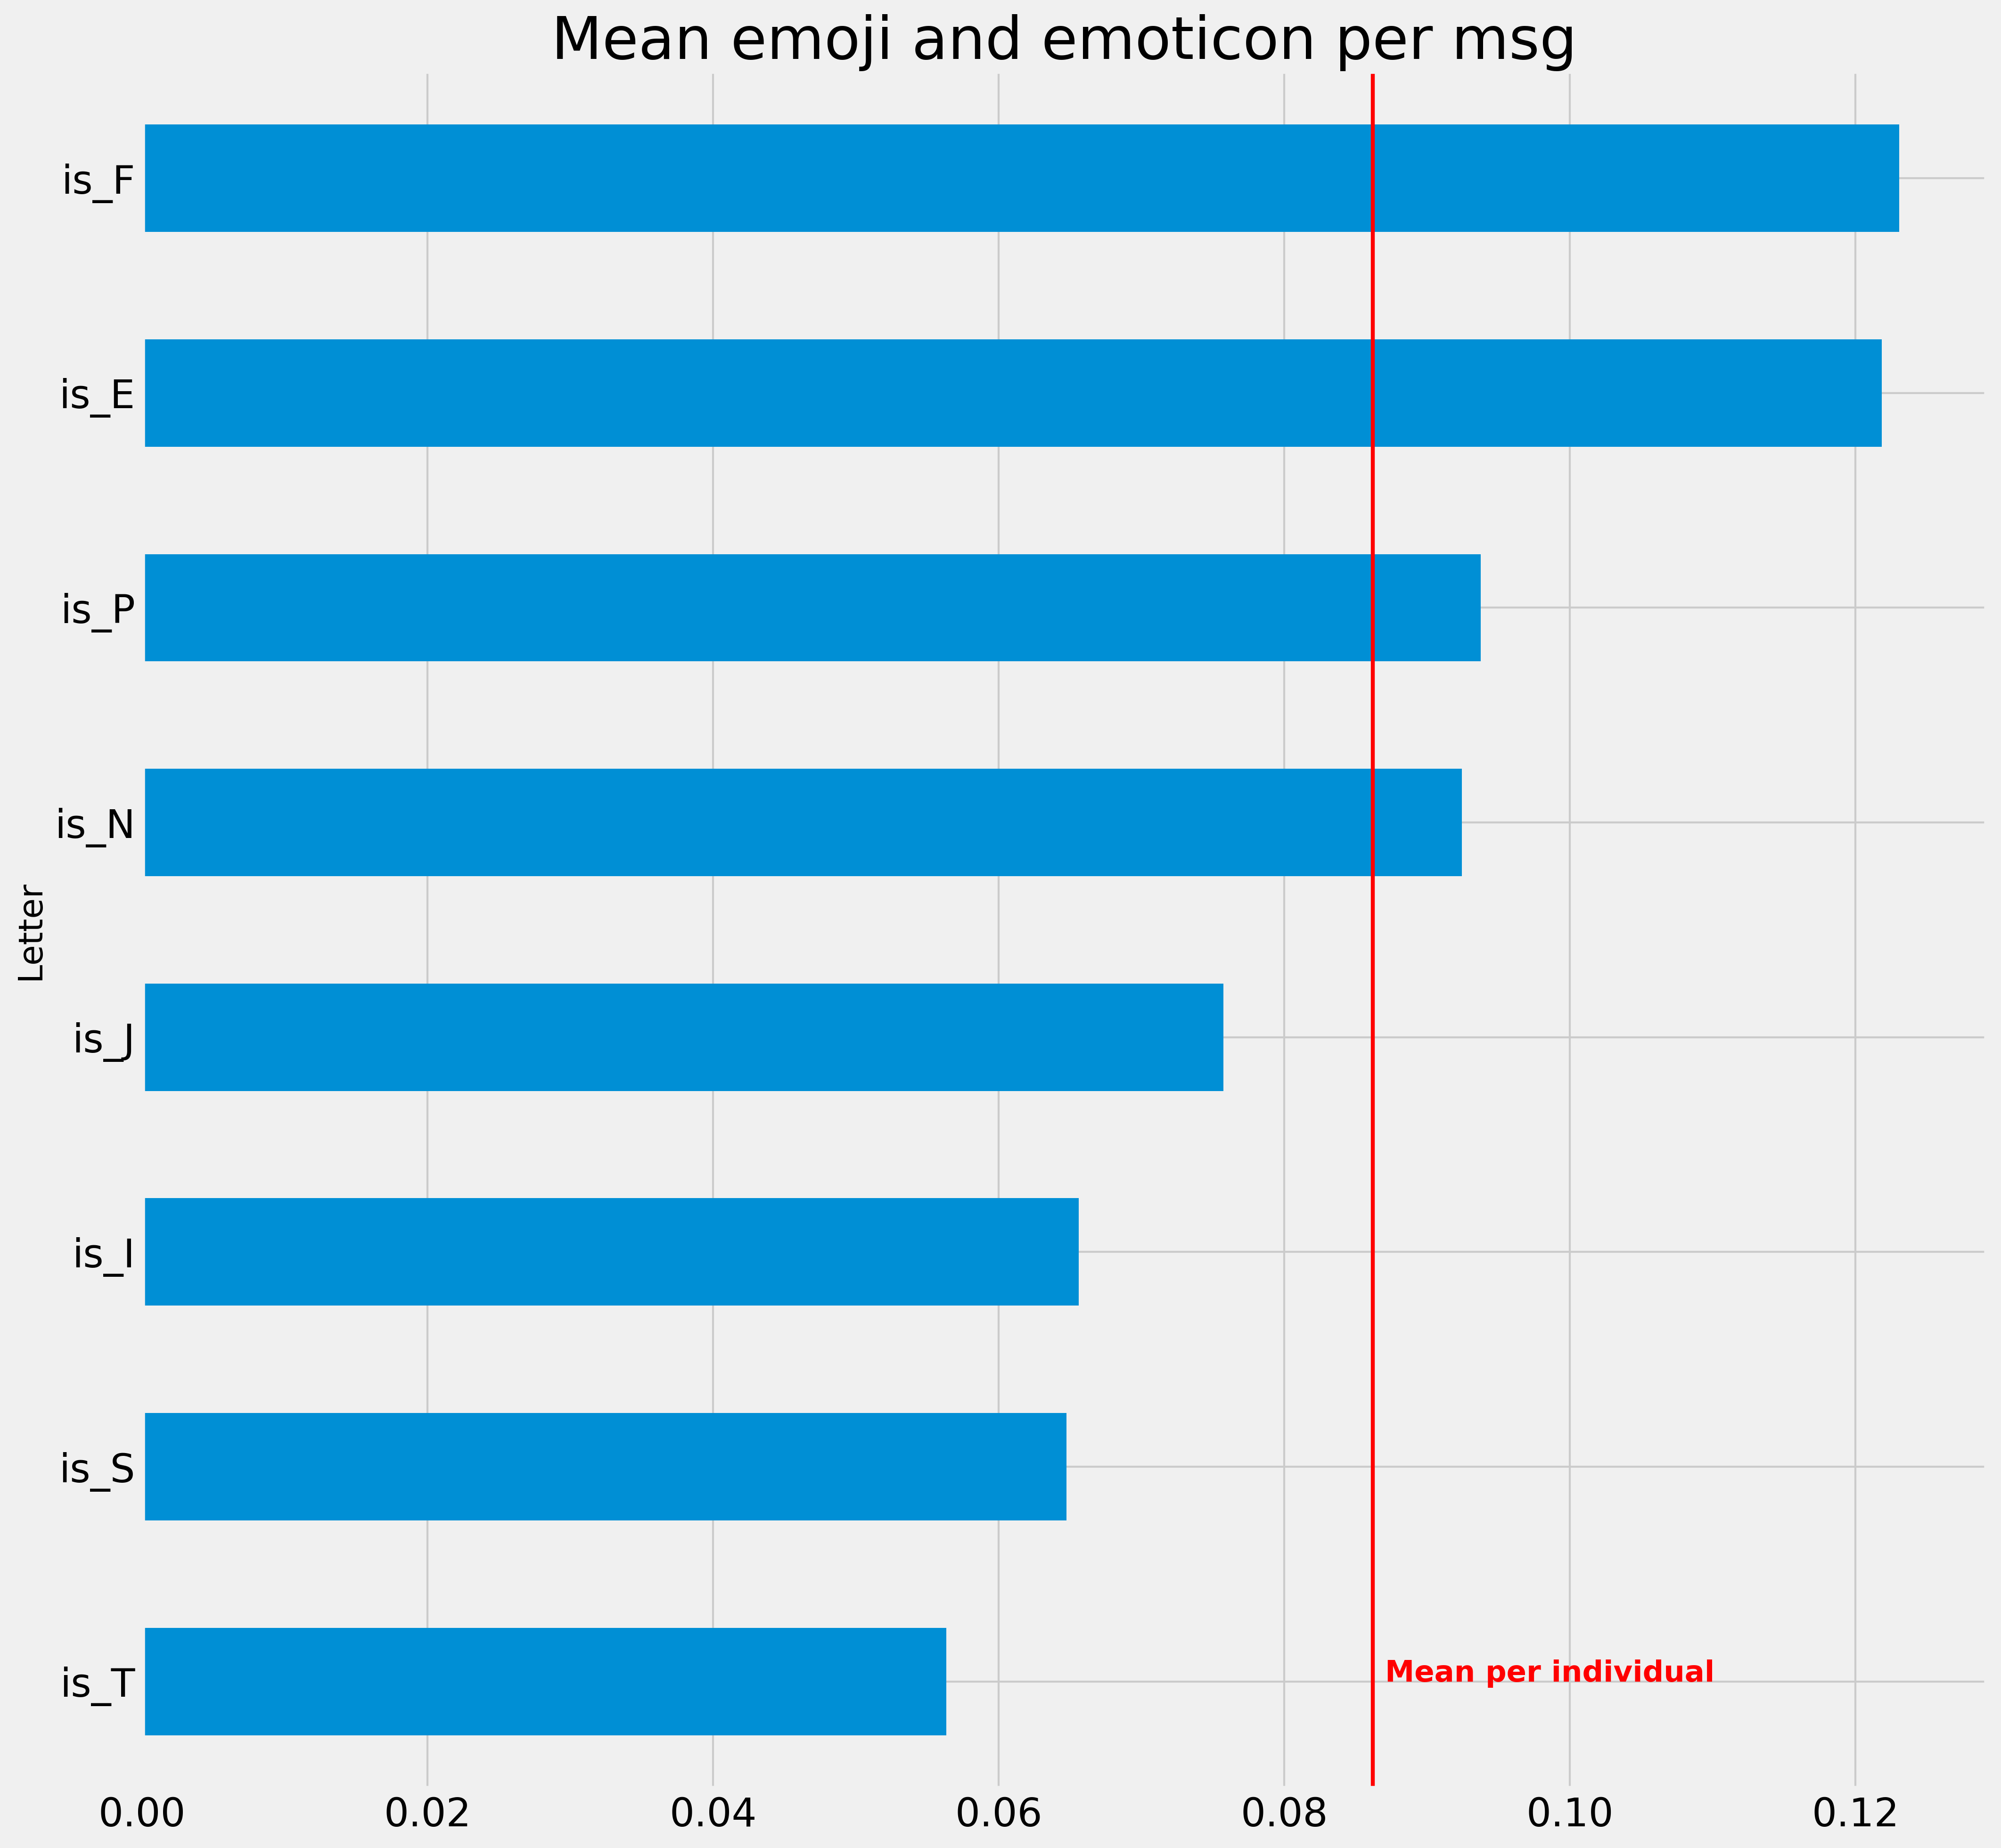 Mean emoji and emoticon per msg
is_F
is_E
is_P
is_N
Letter
is_J
is_I
is_S
is_T
Mean per individual
0.00 0.02 0.04 0.06 0.08 0.10 0.12